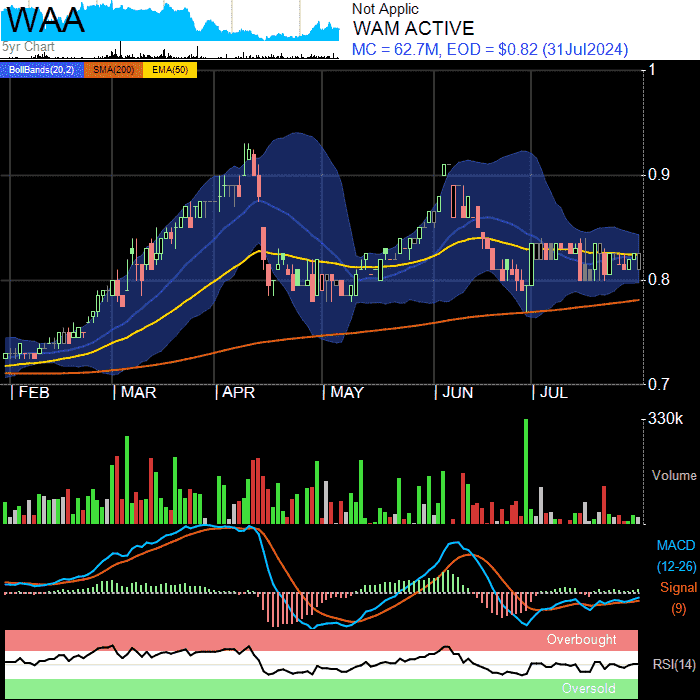 WAA
5yr Chart
Not Applic
WAM ACTIVE
MC = 62.7M, EOD = $0.82 (31Jul2024)
BollBands(20,2) SMA(200) EMA(50)
1
0.9
0.8
0.7
FEB MAR APR MAY JUN JUL
330k
Volume
MACD
(12-26)
Signal
(9)
Overbought
RSI(14)
Oversold